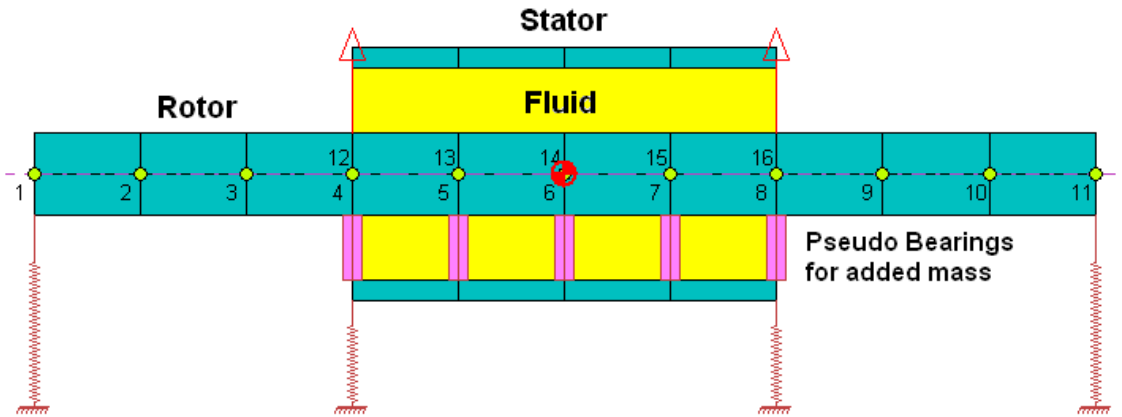 Stator
Fluid
Rotor
12 13 14 15 16
1 2 3 4 5 6 7 8 9 10 11
Pseudo Bearings
for added mass